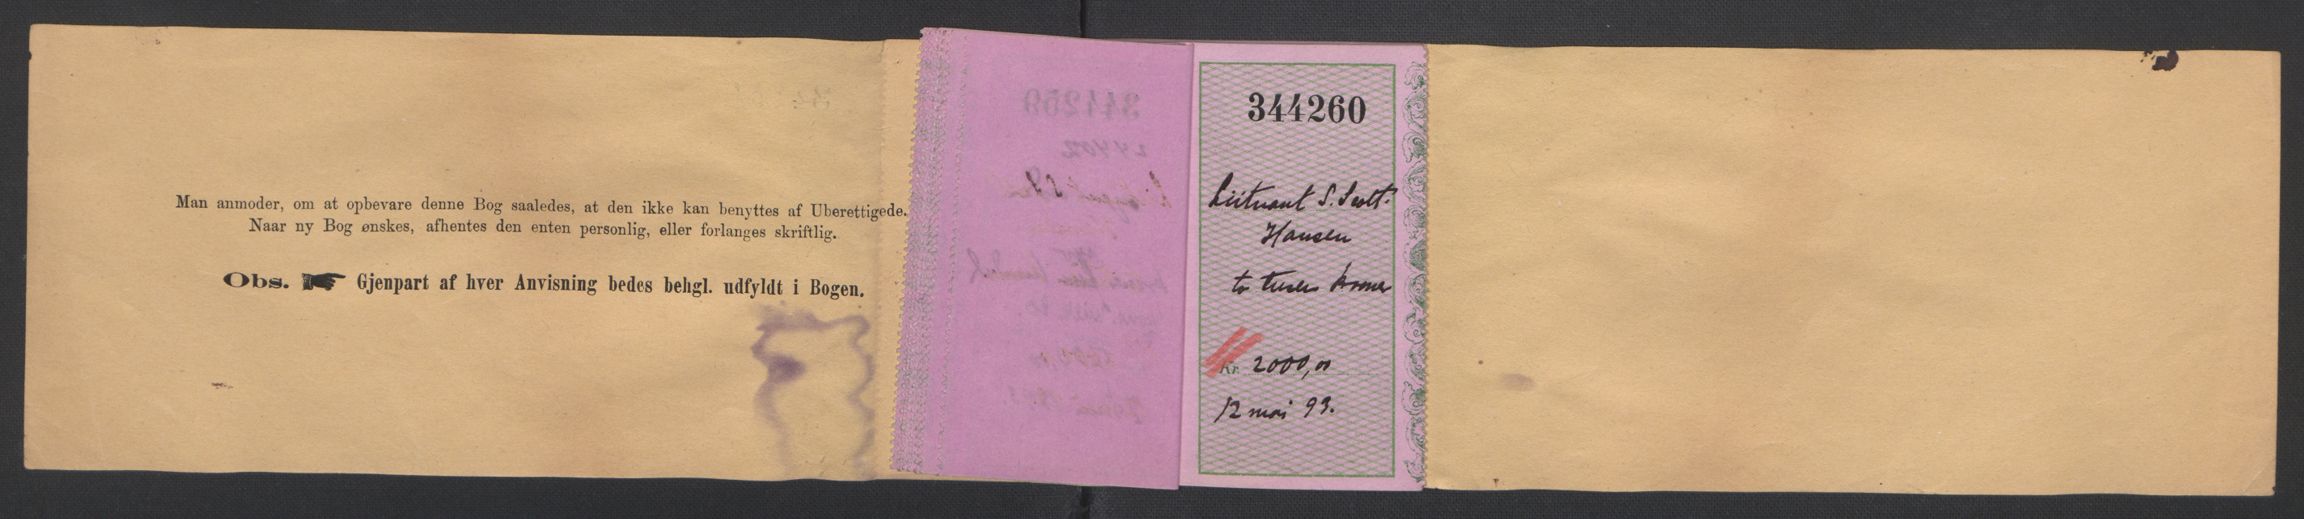 Man anmoder, om at opbevare denne Bog saaledes, at den ikke kan benyttes af Uberettigede.
Naar ny Bog ønskes, afhentes den enten personlig, eller forlanges skriftlig.
Obs. Gjenpart af hver Anvisning bedes behgl. udfyldt i Bogen.
344259
344260
Lieutnant S. Scott-
Hansen
to tusen kroner
Kr. 2000,00
12 mai 93.